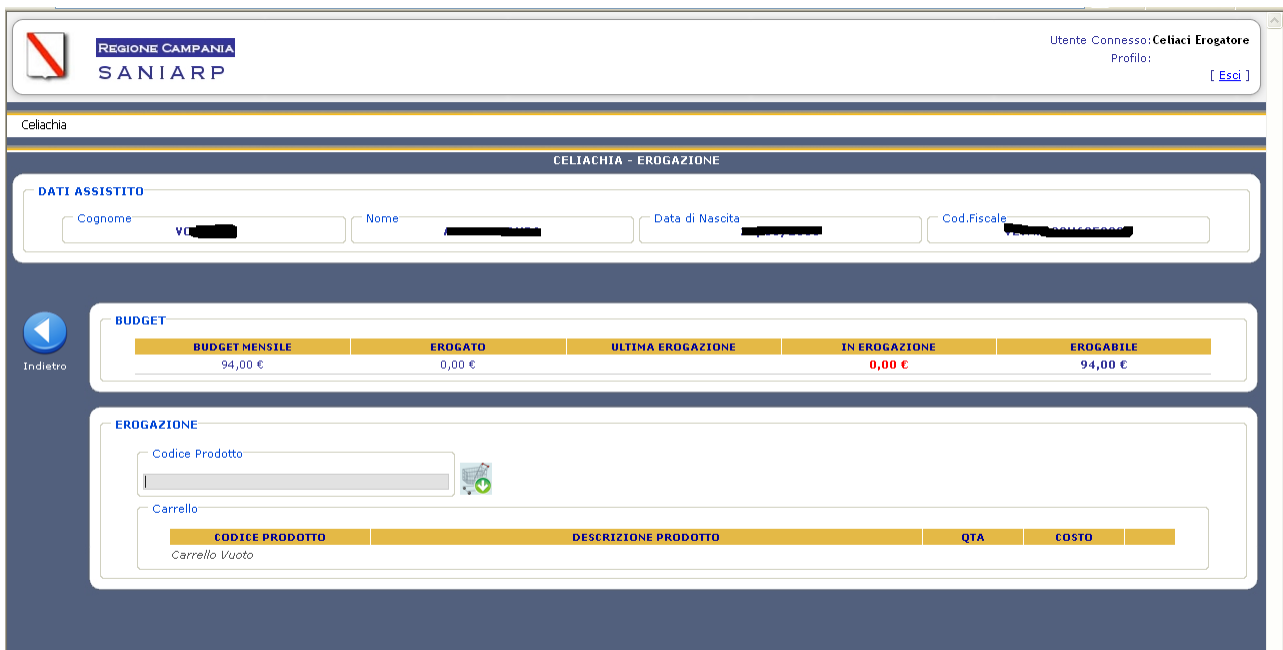 REGIONE CAMPANIA
SANIARP
Utente Connesso:Celiaci Erogatore
Profilo:
[ Esci ]
Celiachia
CELIACHIA - EROGAZIONE
DATI ASSISTITO
Cognome
Nome
Data di Nascita
Cod.Fiscale
Indietro
BUDGET
BUDGET MENSILE EROGATO ULTIMA EROGAZIONE IN EROGAZIONE EROGABILE
94,00 € 0,00 € 0,00 € 94,00 €
EROGAZIONE
Codice Prodotto
Carrello
CODICE PRODOTTO DESCRIZIONE PRODOTTO QTA COSTO
Carrello Vuoto